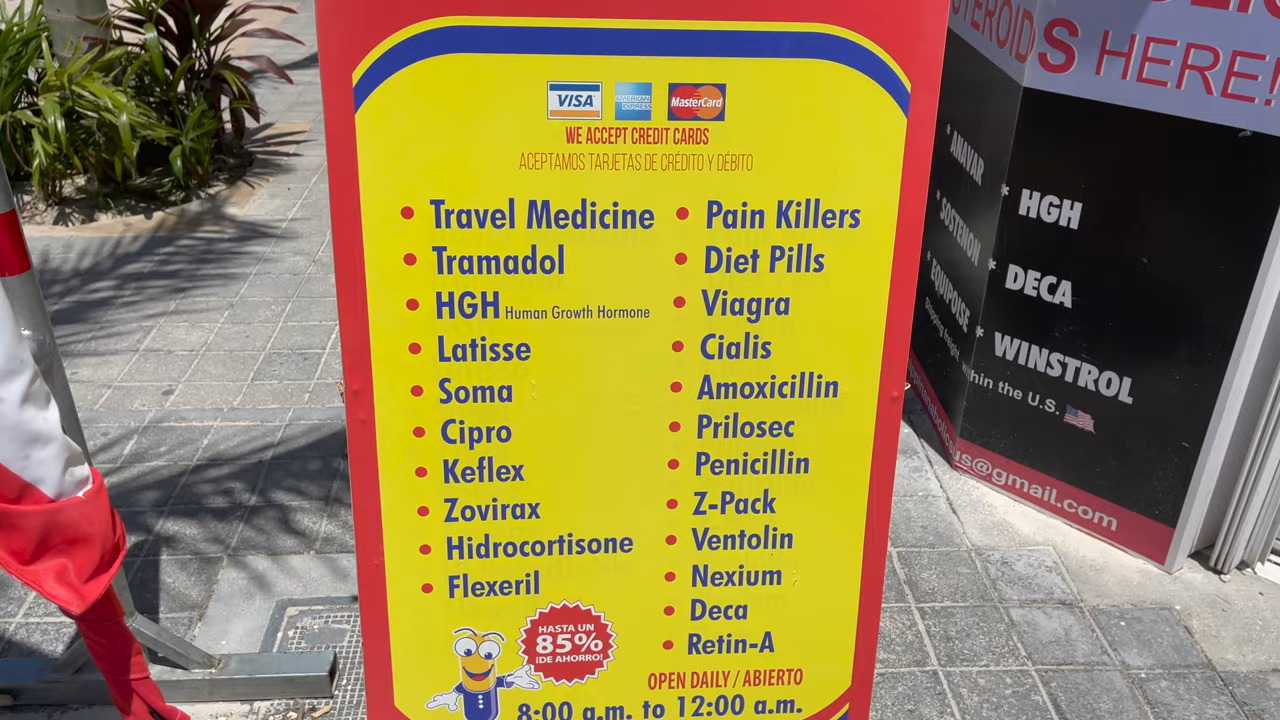 VISA
AMERICAN EXPRESS
MasterCard
WE ACCEPT CREDIT CARDS
ACEPTAMOS TARJETAS DE CRÉDITO Y DÉBITO
• Travel Medicine
• Tramadol
• HGH Human Growth Hormone
• Latisse
• Soma
• Cipro
• Keflex
• Zovirax
• Hidrocortisone
• Flexeril
• Pain Killers
• Diet Pills
• Viagra
• Cialis
• Amoxicillin
• Prilosec
• Penicillin
• Z-Pack
• Ventolin
• Nexium
• Deca
• Retin-A
HASTA UN
85%
¡DE AHORRO!
OPEN DAILY / ABIERTO
8:00 a.m. to 12:00 a.m.
HERE!
* ANAVAR
* SOSTENON
* EQUIPOISE
* HGH
* DECA
* WINSTROL
the U.S.
us@gmail.com